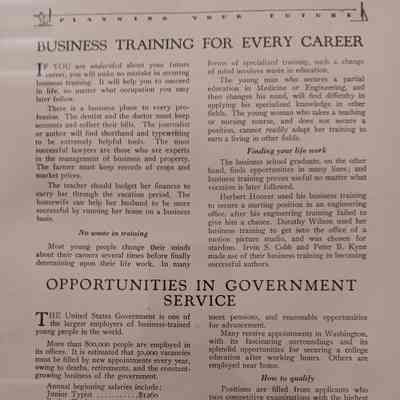 PLANNING YOUR FUTURE
BUSINESS TRAINING FOR EVERY CAREER
IF YOU are undecided about your future
career, you will make no mistake in securing
business training. It will help you to succeed
in life, no matter what occupation you may
later follow.
There is a business phase to every pro-
fession. The dentist and the doctor must keep
accounts and collect their bills. The journalist
or author will find shorthand and typewriting
to be extremely helpful tools. The most
successful lawyers are those who are experts
in the management of business and property.
The farmer must keep records of crops and
market prices.
The teacher should budget her finances to
carry her through the vacation period. The
housewife can help her husband to be more
successful by running her home on a business
basis.
No waste in training
Most young people change their minds
about their careers several times before finally
determining upon their life work. In many
forms of specialized training, such a change
of mind involves waste in education.
The young man who secures a partial
education in Medicine or Engineering, and
then changes his mind, will find difficulty in
applying his specialized knowledge in other
fields. The young woman who takes a teaching
or nursing course, and does not secure a
position, cannot readily adapt her training to
earn a living in other fields.
Finding your life work
The business school graduate, on the other
hand, finds opportunities in many lines; and
business training proves useful no matter what
vocation is later followed.
Herbert Hoover used his business training
to secure a starting position in an engineering
office, after his engineering training failed to
give him a chance. Dorothy Wilson used her
business training to get into the office of a
motion picture studio, and was chosen for
stardom. Irvin S. Cobb and Peter B. Kyne
made use of their business training in becoming
successful authors.
OPPORTUNITIES IN GOVERNMENT
SERVICE
THE United States Government is one of
the largest employers of business-trained
young people in the world.
More than 800,000 people are employed in
its offices. It is estimated that 50,000 vacancies
must be filled by new appointments every year,
owing to deaths, retirements, and the constant
growing business of the government.
Annual beginning salaries include:
Junior Typist ........... $1260
meet pensions, and reasonable opportunities
for advancement.
Many receive appointments in Washington,
with its fascinating surroundings and its
splendid opportunities for securing a college
education after working hours. Others are
employed near home.
How to qualify
Positions are filled from applicants who
pass competitive examinations with the highest